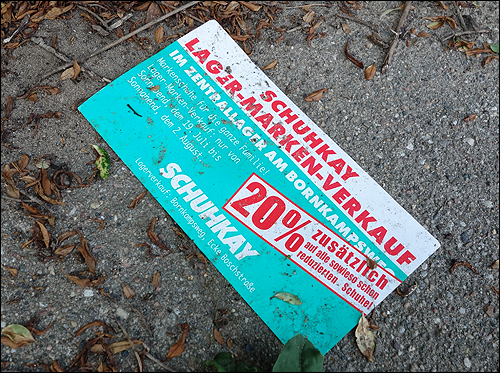 SCHUHKAY
LAGER-MARKEN-VERKAUF
IM ZENTRALLAGER AM BORNKAMPSWEG
Markenschuhe für die ganze Familie!
Lager-Marken-Verkauf: nur von
Sonnabend, dem 19. Juli bis
Sonnabend, dem 2. August.
20% zusätzlich
auf alle sowieso schon
reduzierten Schuhe!
SCHUHKAY
Lagerverkauf: Bornkampsweg, Ecke Boschstraße